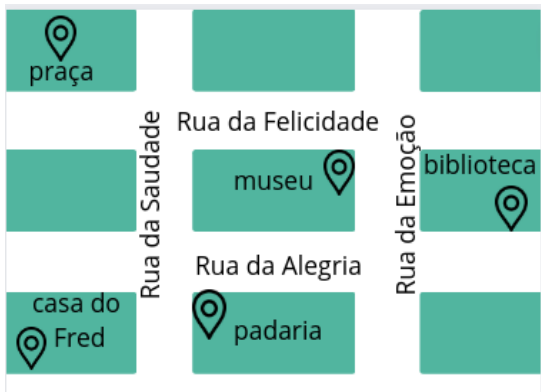 praça
Rua da Felicidade
Rua da Saudade
museu
Rua da Emoção
biblioteca
Rua da Alegria
casa do
Fred
padaria